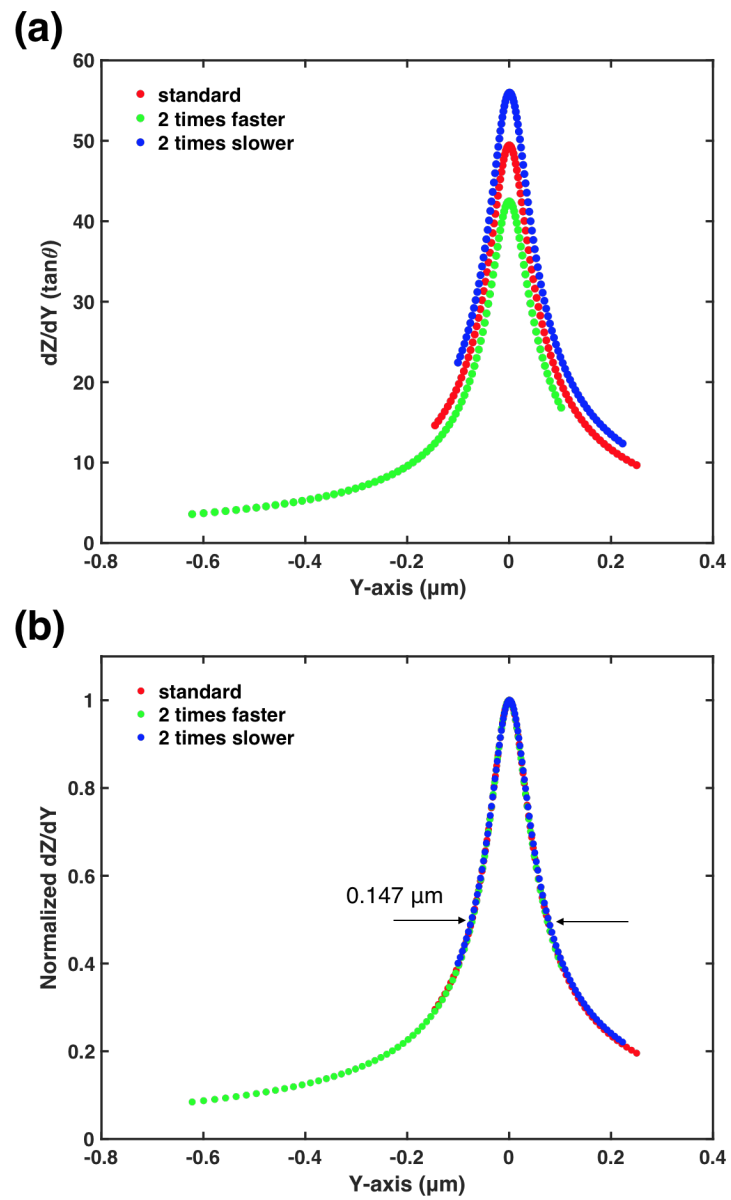 (a)
60
50
40
30
20
10
0
dZ/dY (tanθ)
standard
2 times faster
2 times slower
-0.8 -0.6 -0.4 -0.2 0 0.2 0.4
Y-axis (μm)
(b)
1
0.8
0.6
0.4
0.2
0
Normalized dZ/dY
standard
2 times faster
2 times slower
0.147 μm
-0.8 -0.6 -0.4 -0.2 0 0.2 0.4
Y-axis (μm)